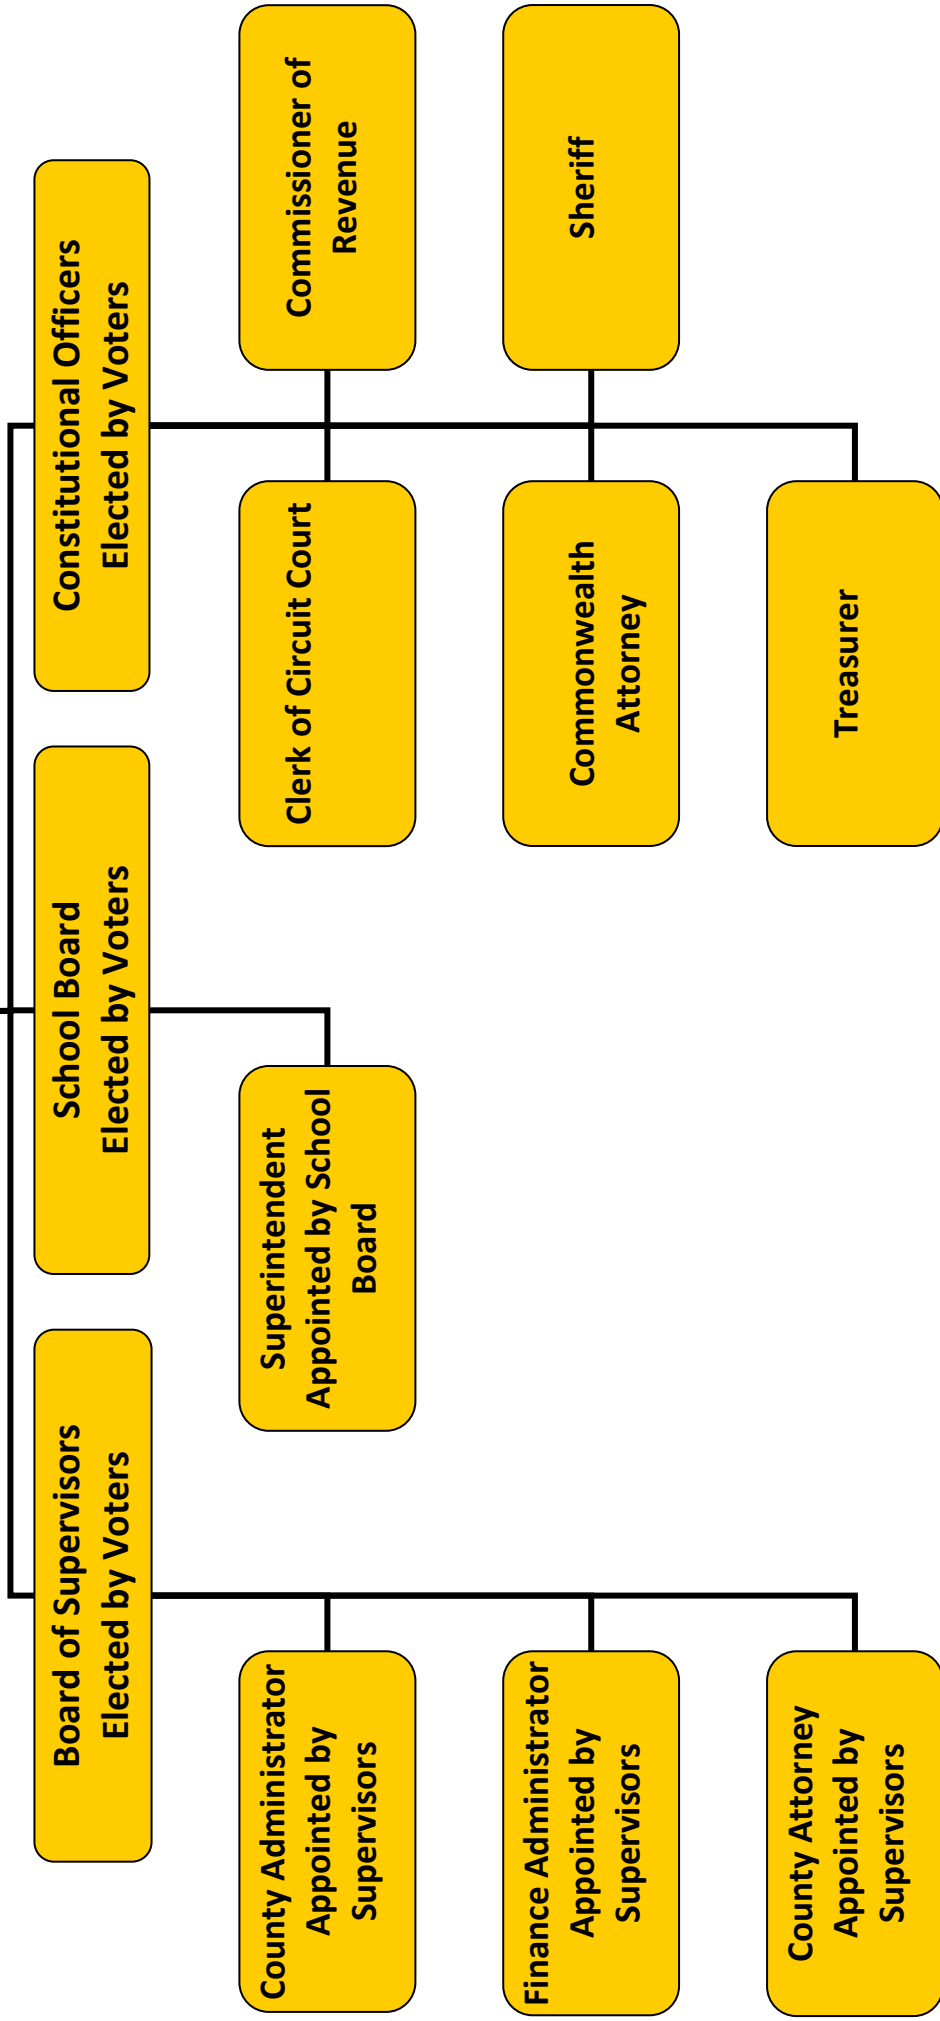 Board of Supervisors
Elected by Voters
School Board
Elected by Voters
Constitutional Officers
Elected by Voters
County Administrator
Appointed by
Supervisors
Superintendent
Appointed by School
Board
Clerk of Circuit Court
Commissioner of
Revenue
Finance Administrator
Appointed by
Supervisors
Commonwealth
Attorney
Sheriff
County Attorney
Appointed by
Supervisors
Treasurer